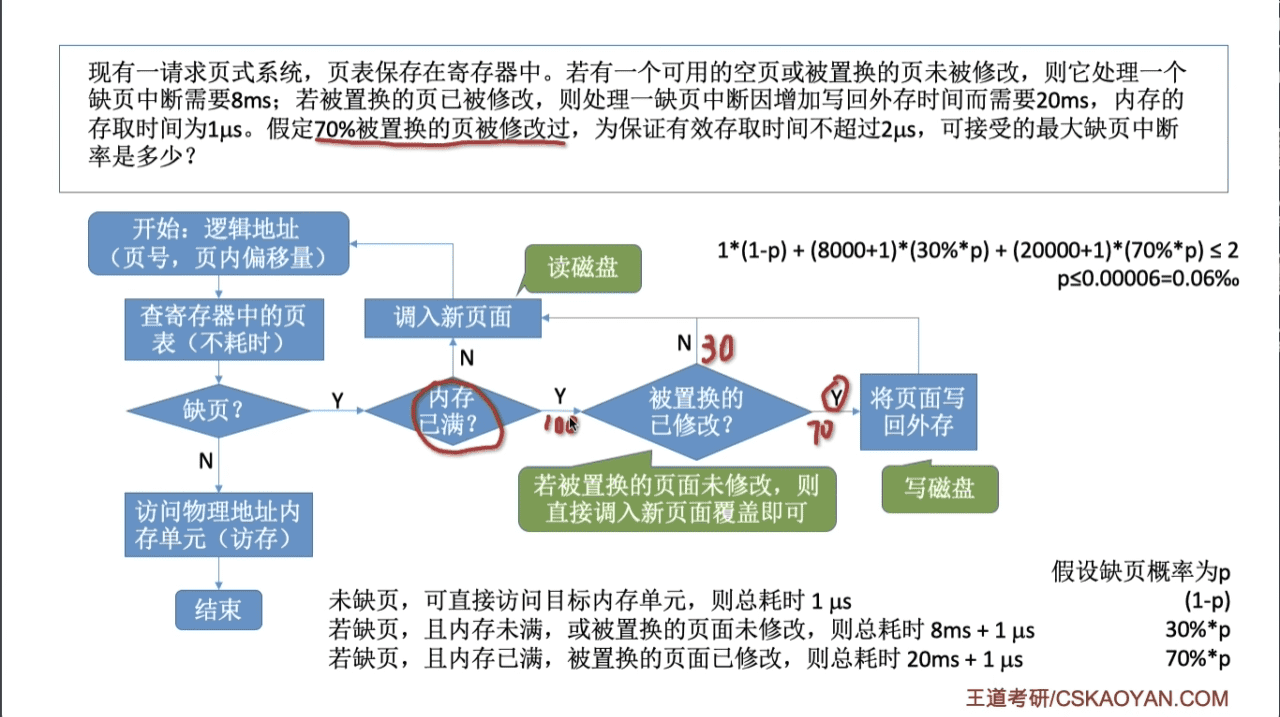 现有一请求页式系统，页表保存在寄存器中。若有一个可用的空页或被置换的页未被修改，则它处理一个
缺页中断需要8ms；若被置换的页已被修改，则处理一缺页中断因增加写回外存时间而需要20ms，内存的
存取时间为1μs。假定70%被置换的页被修改过，为保证有效存取时间不超过2μs，可接受的最大缺页中断
率是多少？
开始：逻辑地址
（页号，页内偏移量）
读磁盘
1*(1-p) + (8000+1)*(30%*p) + (20000+1)*(70%*p) ≤ 2
p≤0.00006=0.06‰
查寄存器中的页
表（不耗时）
调入新页面
N
N
30
缺页？
Y
内存
已满？
Y
100
被置换的
已修改？
Y
70
将页面写
回外存
N
若被置换的页面未修改，则
直接调入新页面覆盖即可
写磁盘
访问物理地址内
存单元（访存）
结束
假设缺页概率为p
未缺页，可直接访问目标内存单元，则总耗时 1 μs
(1-p)
若缺页，且内存未满，或被置换的页面未修改，则总耗时 8ms + 1 μs
30%*p
若缺页，且内存已满，被置换的页面已修改，则总耗时 20ms + 1 μs
70%*p
王道考研/CSKAOYAN.COM